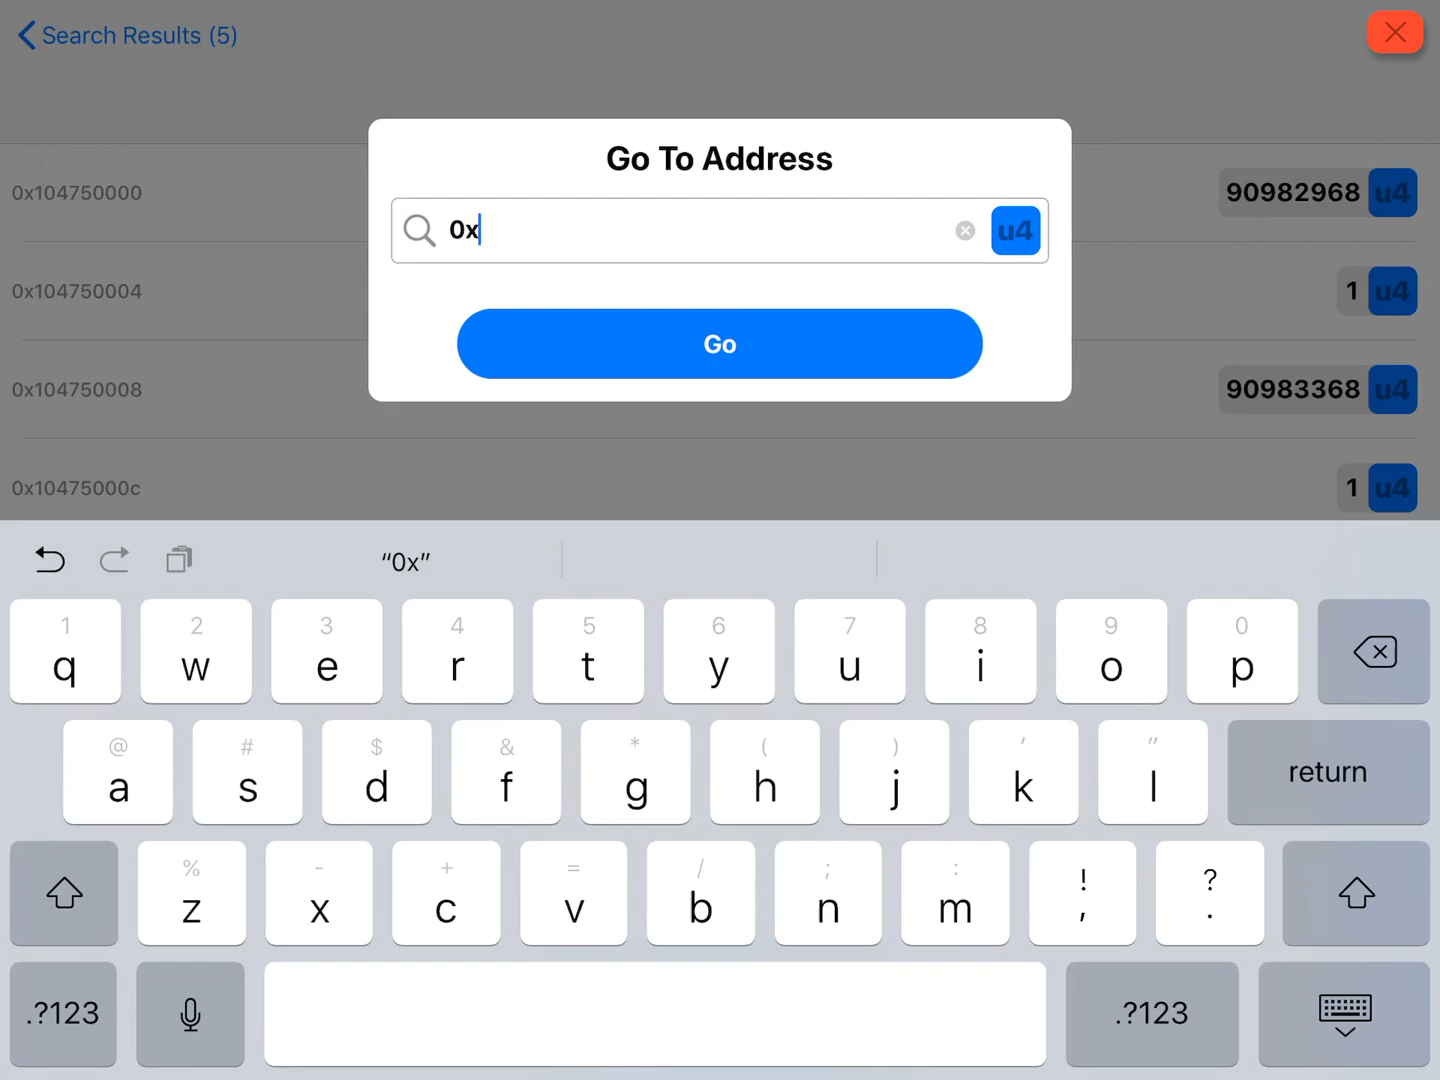 Search Results (5)
Go To Address
0x
u4
Go
0x104750000
90982968 u4
0x104750004
1 u4
0x104750008
90983368 u4
0x10475000c
1 u4
“0x”
1 2 3 4 5 6 7 8 9 0
q w e r t y u i o p
@ # $ & * ( ) ' "
a s d f g h j k l return
% - + = / ; : ! ?
z x c v b n m , .
.?123 .?123